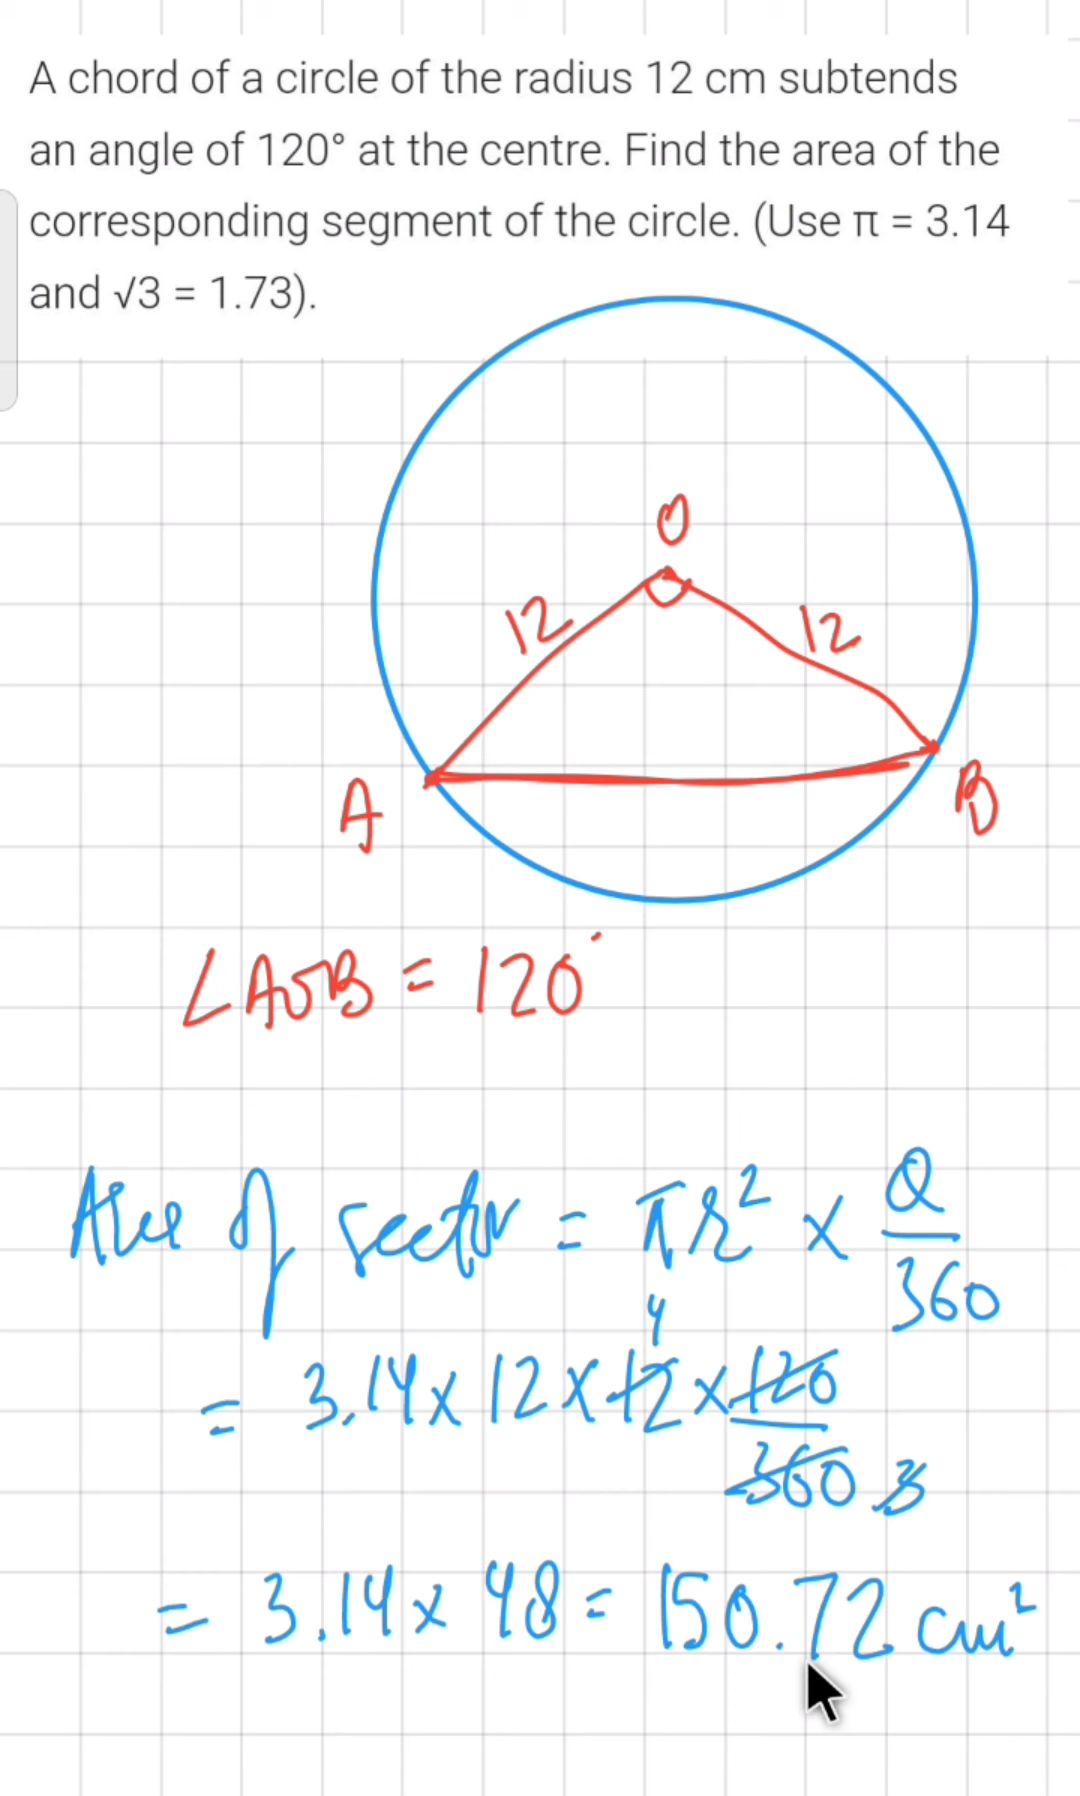 A chord of a circle of the radius 12 cm subtends
an angle of 120° at the centre. Find the area of the
corresponding segment of the circle. (Use π = 3.14
and √3 = 1.73).
O
12
12
A
B
∠AOB = 120°
Area of sector = πr² × θ/360
4
= 3.14 × 12 × 12 × 120/360 3
= 3.14 × 48 = 150.72 cm²